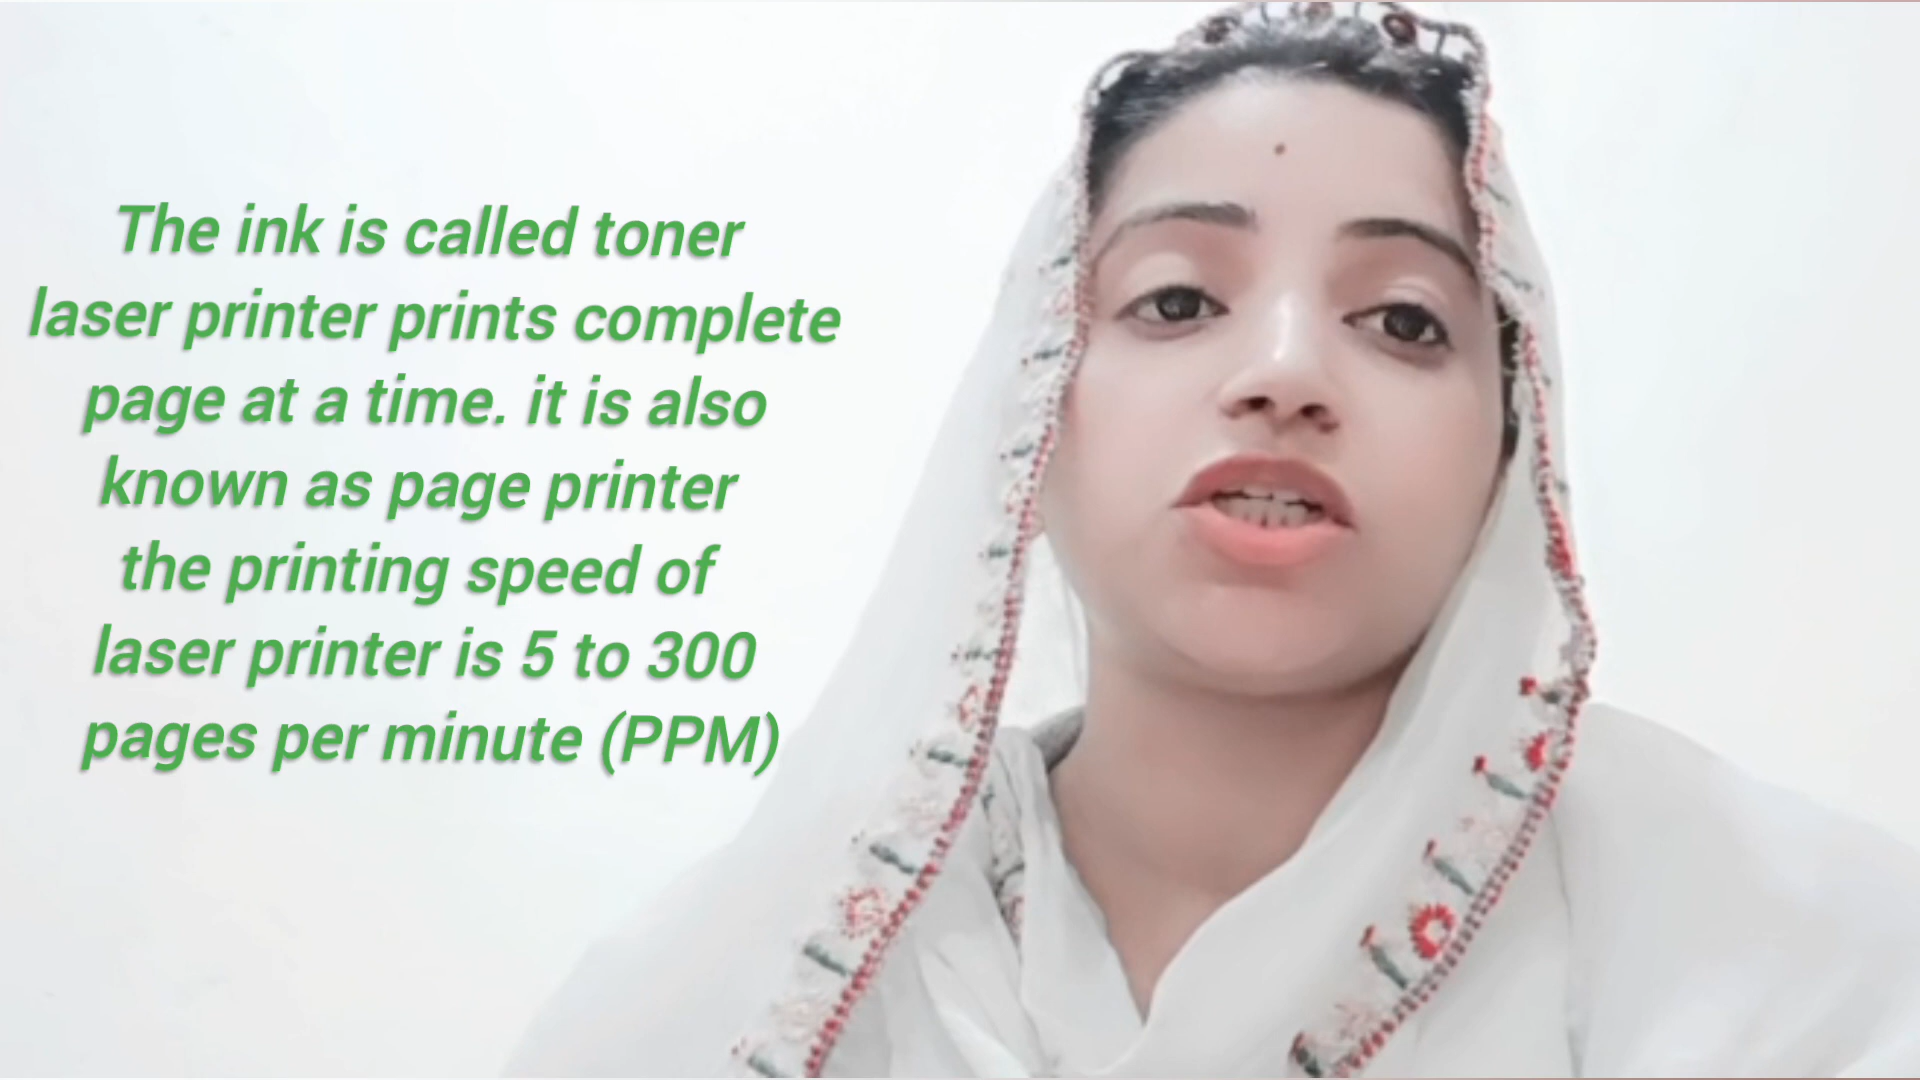 The ink is called toner
laser printer prints complete
page at a time. it is also
known as page printer
the printing speed of
laser printer is 5 to 300
pages per minute (PPM)